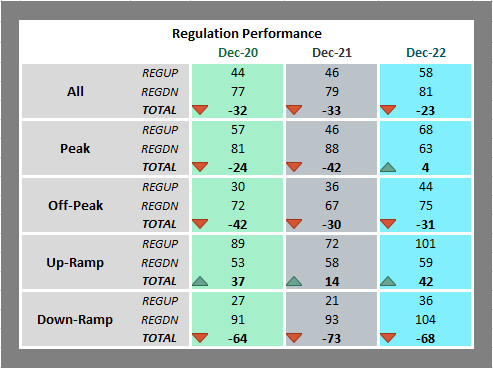 Regulation Performance
Dec-20 Dec-21 Dec-22
REGUP 44 46 58
All REGDN 77 79 81
TOTAL -32 -33 -23
REGUP 57 46 68
Peak REGDN 81 88 63
TOTAL -24 -42 4
REGUP 30 36 44
Off-Peak REGDN 72 67 75
TOTAL -42 -30 -31
REGUP 89 72 101
Up-Ramp REGDN 53 58 59
TOTAL 37 14 42
REGUP 27 21 36
Down-Ramp REGDN 91 93 104
TOTAL -64 -73 -68